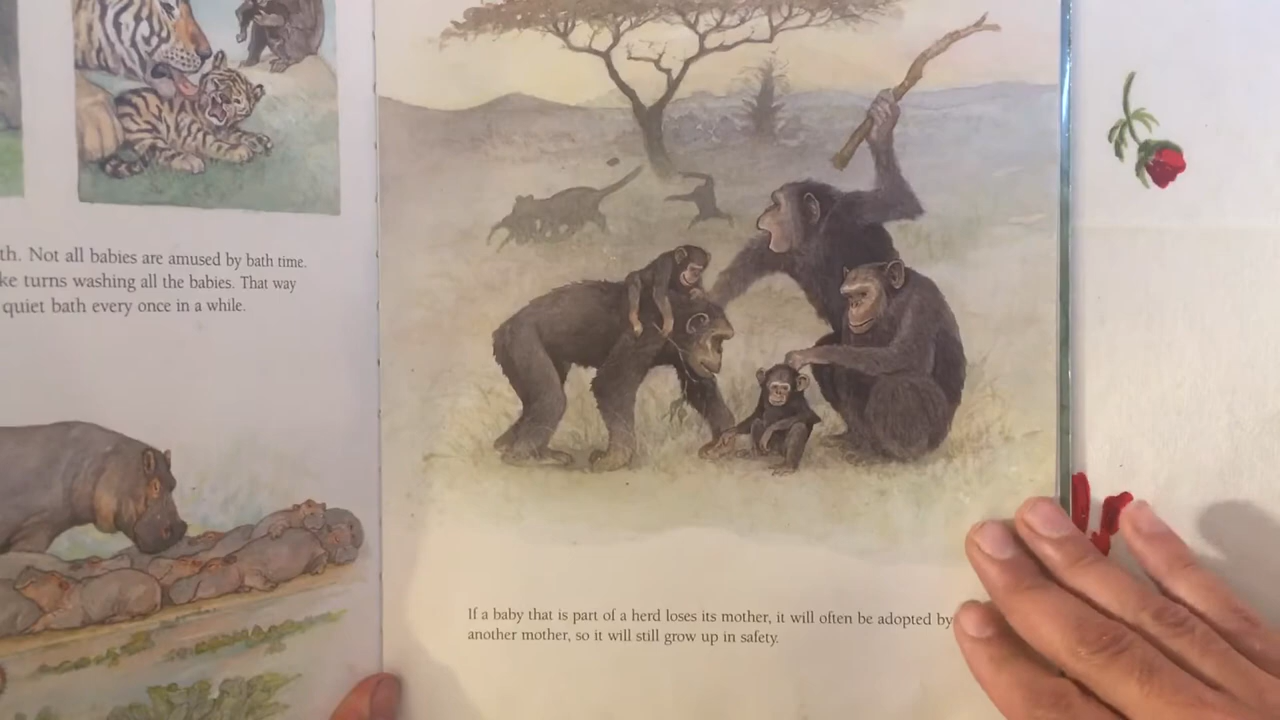 th. Not all babies are amused by bath time.
ke turns washing all the babies. That way
quiet bath every once in a while.
If a baby that is part of a herd loses its mother, it will often be adopted by
another mother, so it will still grow up in safety.